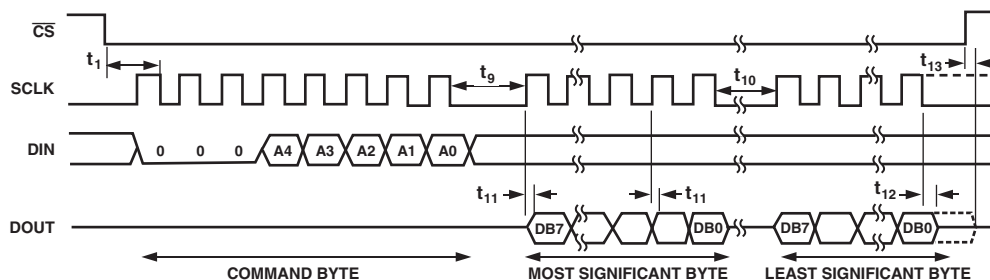 CS
t1
t9
t10
t13
SCLK
DIN
0 0 0 A4 A3 A2 A1 A0
t11
t11
t12
DOUT
DB7 DB0 DB7 DB0
COMMAND BYTE MOST SIGNIFICANT BYTE LEAST SIGNIFICANT BYTE